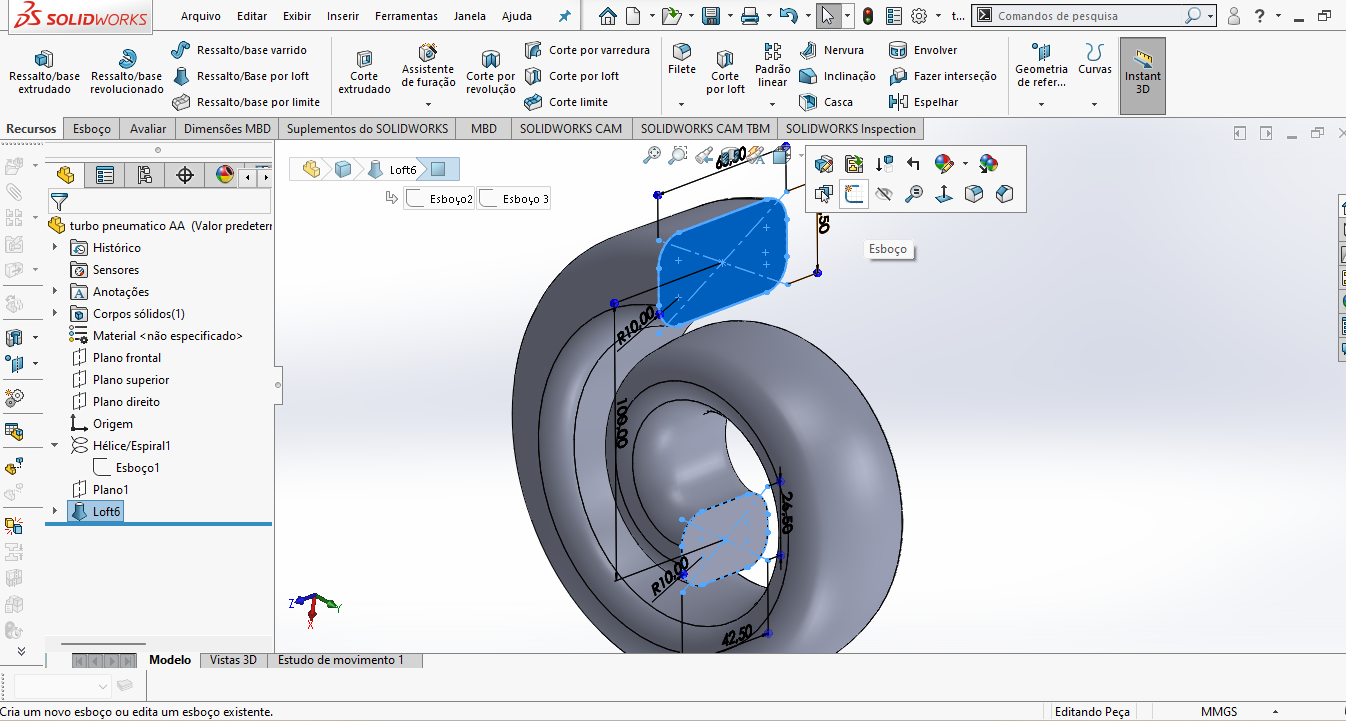 SOLIDWORKS
Arquivo Editar Exibir Inserir Ferramentas Janela Ajuda
t...
Comandos de pesquisa
?
Ressalto/base extrudado
Ressalto/base revolucionado
Ressalto/base varrido
Ressalto/Base por loft
Ressalto/base por limite
Corte extrudado
Assistente de furação
Corte por revolução
Corte por varredura
Corte por loft
Corte limite
Filete
Corte por loft
Padrão linear
Nervura
Inclinação
Casca
Envolver
Fazer interseção
Espelhar
Geometria de refer...
Curvas
Instant 3D
Recursos Esboço Avaliar Dimensões MBD Suplementos do SOLIDWORKS MBD SOLIDWORKS CAM SOLIDWORKS CAM TBM SOLIDWORKS Inspection
Loft6
Esboyo2 Esboyo 3
turbo pneumatico AA (Valor predeterr
Histórico
Sensores
Anotações
Corpos sólidos(1)
Material <não especificado>
Plano frontal
Plano superior
Plano direito
Origem
Hélice/Espiral1
Esboço1
Plano1
Loft6
63,50
50
Esboço
R10,00
100,00
26,50
R10,00
42,50
Z
Y
X
Modelo Vistas 3D Estudo de movimento 1
Cria um novo esboço ou edita um esboço existente.
Editando Peça
MMGS